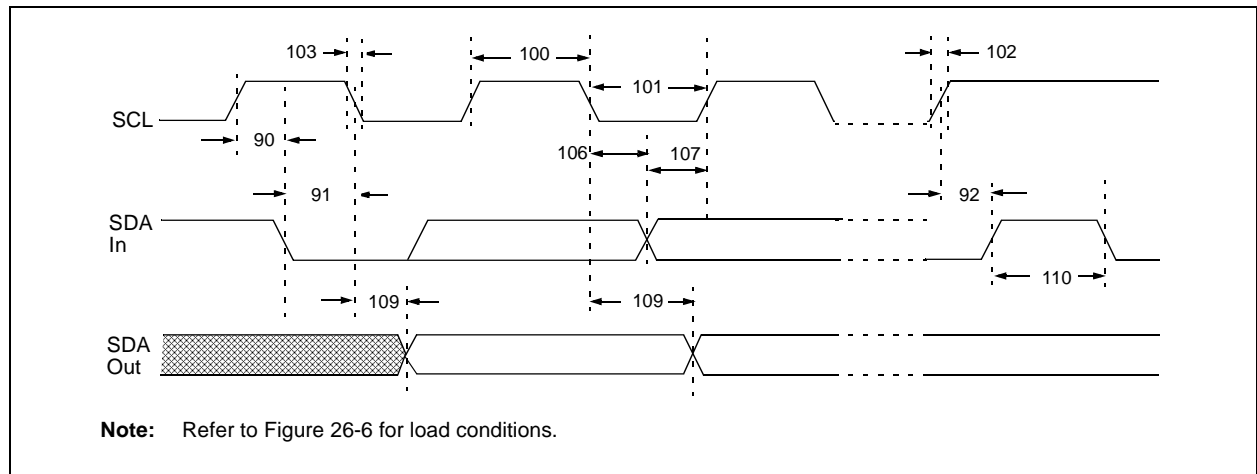 103
100
102
101
SCL
90
106
107
91
92
SDA
In
110
109
109
SDA
Out
Note: Refer to Figure 26-6 for load conditions.